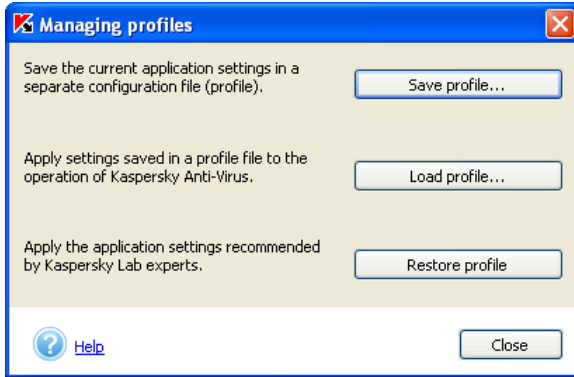 Managing profiles
Save the current application settings in a
separate configuration file (profile).
Save profile...
Apply settings saved in a profile file to the
operation of Kaspersky Anti-Virus.
Load profile...
Apply the application settings recommended
by Kaspersky Lab experts.
Restore profile
Help
Close